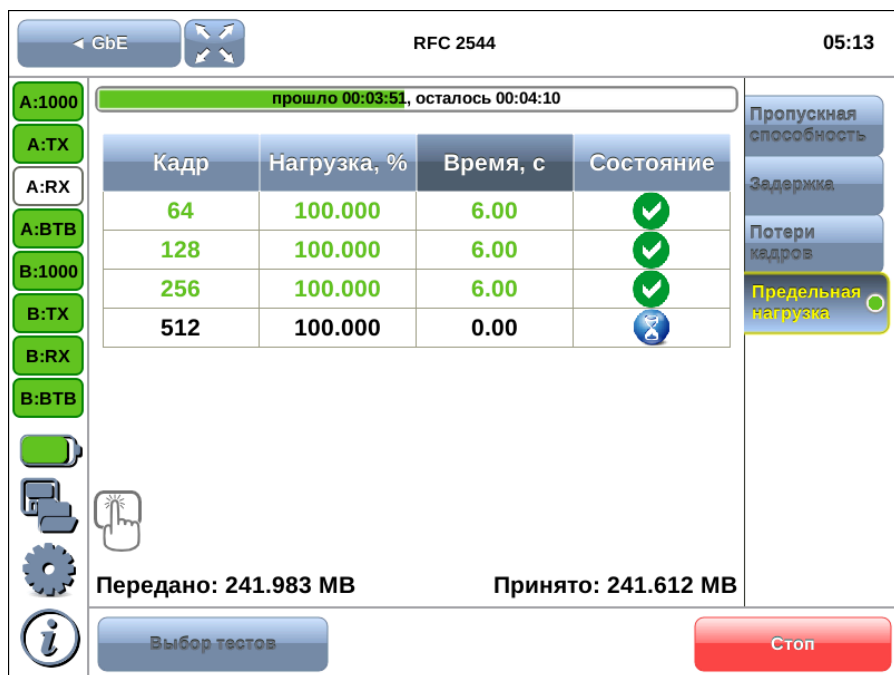 ◄ GbE
RFC 2544
05:13
A:1000
A:TX
A:RX
A:BTB
B:1000
B:TX
B:RX
B:BTB
прошло 00:03:51, осталось 00:04:10
Кадр Нагрузка, % Время, с Состояние
64 100.000 6.00
128 100.000 6.00
256 100.000 6.00
512 100.000 0.00
Передано: 241.983 MB Принято: 241.612 MB
Пропускная
способность
Задержка
Потери
кадров
Предельная
нагрузка
i
Выбор тестов
Стоп